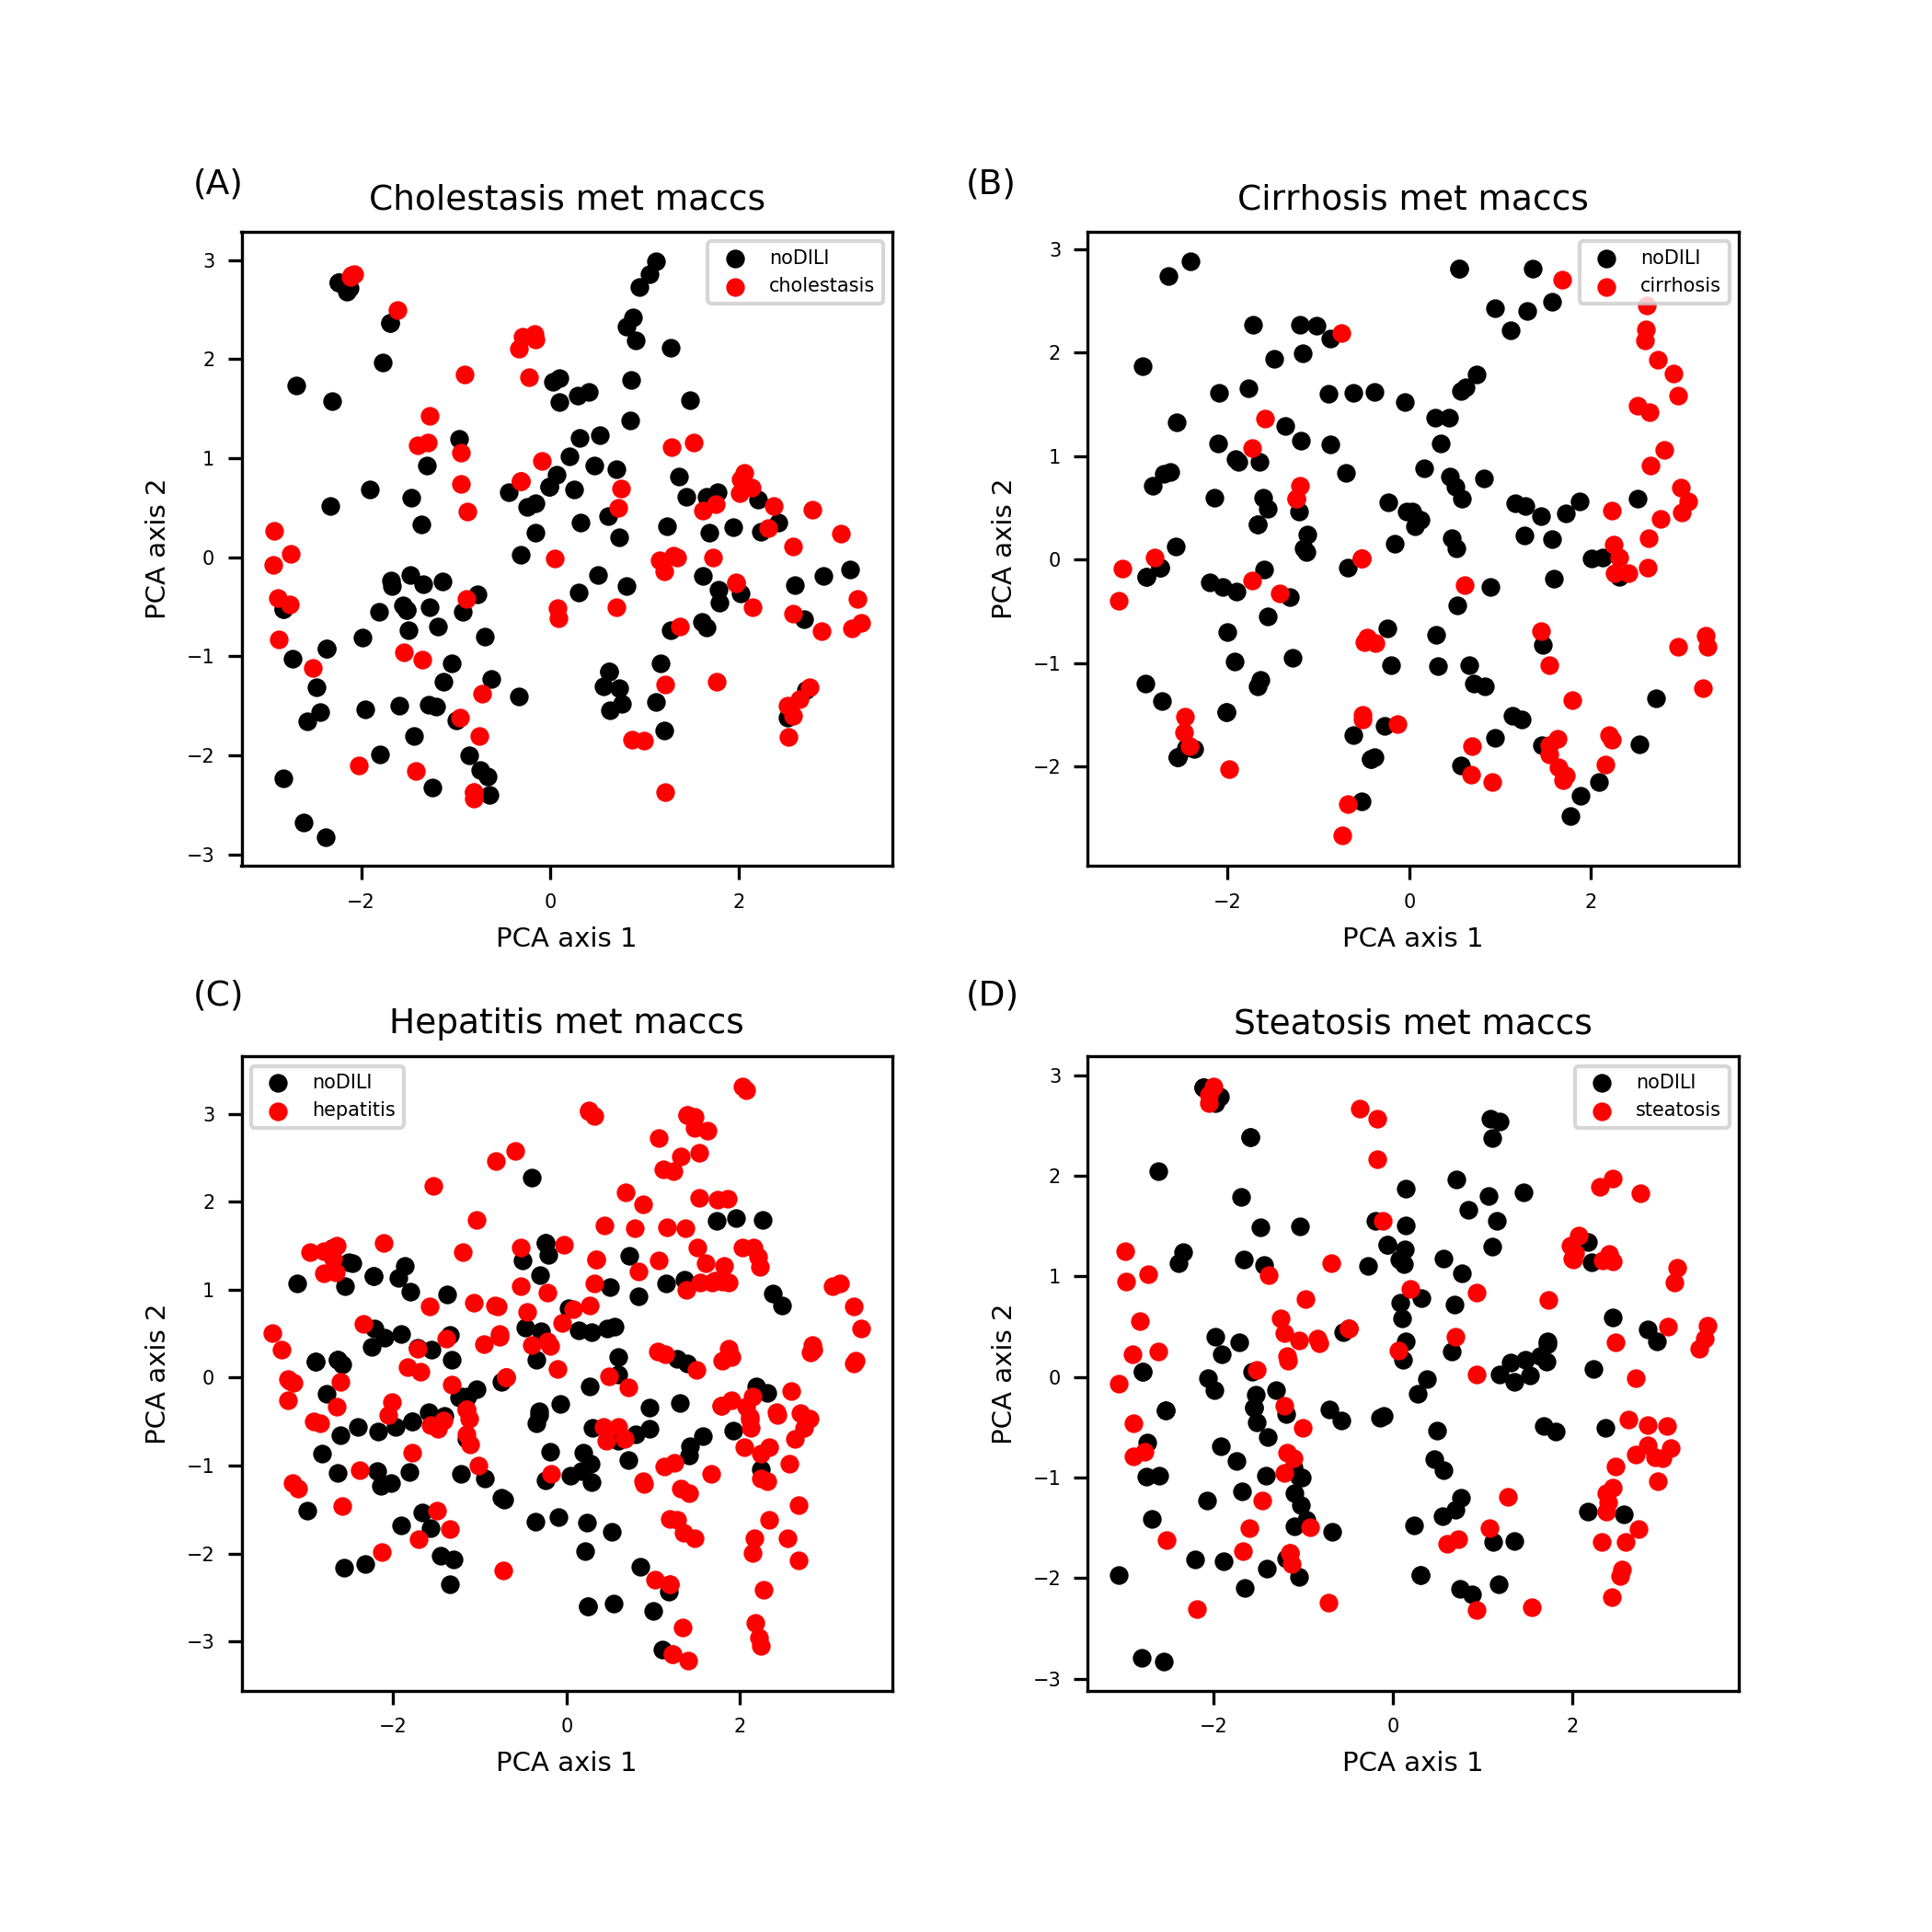 (A)
Cholestasis met maccs
noDILI
cholestasis
3
2
1
0
−1
−2
−3
PCA axis 2
−2
0
2
PCA axis 1
(B)
Cirrhosis met maccs
noDILI
cirrhosis
3
2
1
0
−1
−2
PCA axis 2
−2
0
2
PCA axis 1
(C)
Hepatitis met maccs
noDILI
hepatitis
3
2
1
0
−1
−2
−3
PCA axis 2
−2
0
2
PCA axis 1
(D)
Steatosis met maccs
noDILI
steatosis
3
2
1
0
−1
−2
−3
PCA axis 2
−2
0
2
PCA axis 1